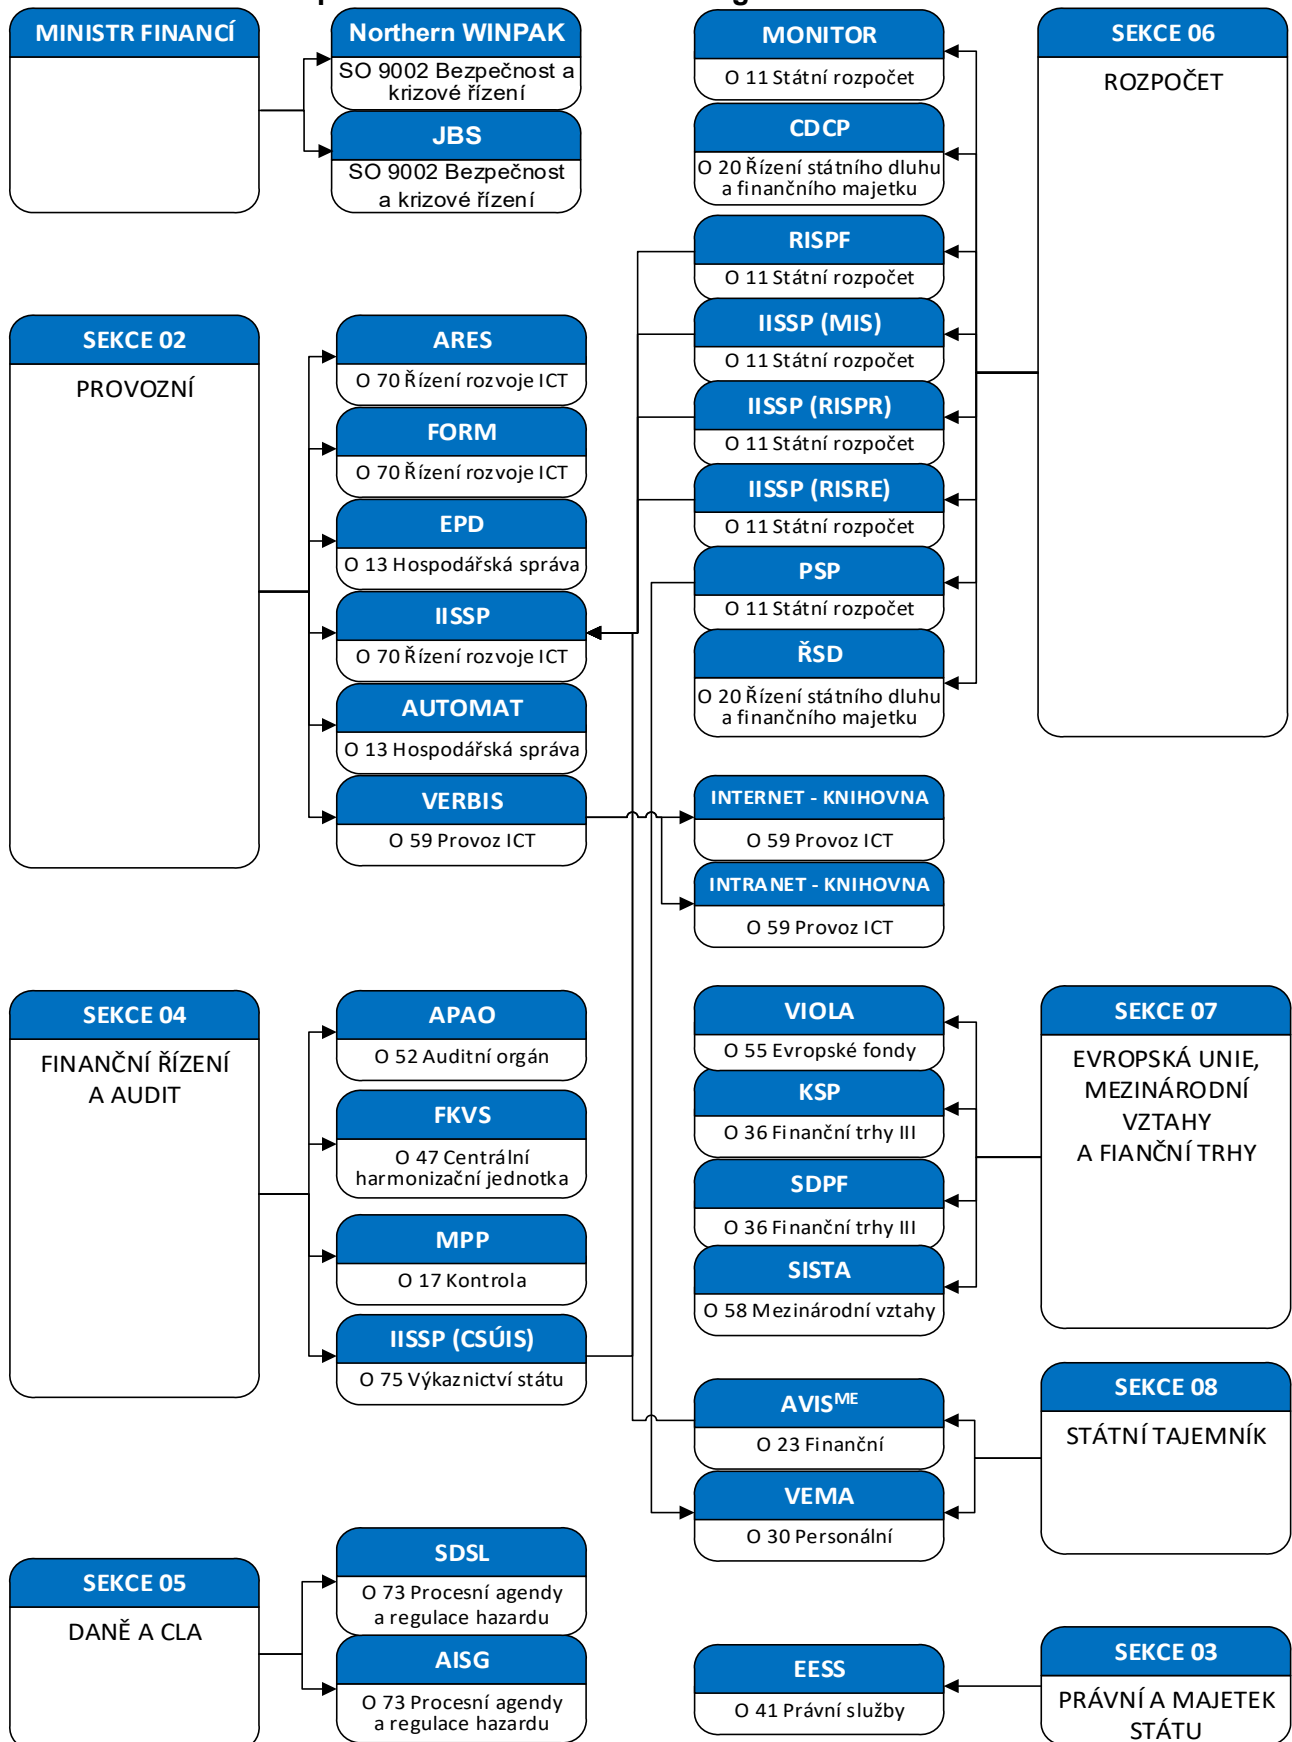 MINISTR FINANCÍ
Northern WINPAK
SO 9002 Bezpečnost a
krizové řízení
JBS
SO 9002 Bezpečnost
a krizové řízení
MONITOR
O 11 Státní rozpočet
CDCP
O 20 Řízení státního dluhu
a finančního majetku
RISPF
O 11 Státní rozpočet
IISSP (MIS)
O 11 Státní rozpočet
IISSP (RISPR)
O 11 Státní rozpočet
IISSP (RISRE)
O 11 Státní rozpočet
PSP
O 11 Státní rozpočet
ŘSD
O 20 Řízení státního dluhu
a finančního majetku
SEKCE 06
ROZPOČET
SEKCE 02
PROVOZNÍ
ARES
O 70 Řízení rozvoje ICT
FORM
O 70 Řízení rozvoje ICT
EPD
O 13 Hospodářská správa
IISSP
O 70 Řízení rozvoje ICT
AUTOMAT
O 13 Hospodářská správa
VERBIS
O 59 Provoz ICT
INTERNET - KNIHOVNA
O 59 Provoz ICT
INTRANET - KNIHOVNA
O 59 Provoz ICT
SEKCE 04
FINANČNÍ ŘÍZENÍ
A AUDIT
APAO
O 52 Auditní orgán
FKVS
O 47 Centrální
harmonizační jednotka
MPP
O 17 Kontrola
IISSP (CSÚIS)
O 75 Výkaznictví státu
VIOLA
O 55 Evropské fondy
KSP
O 36 Finanční trhy III
SDPF
O 36 Finanční trhy III
SISTA
O 58 Mezinárodní vztahy
SEKCE 07
EVROPSKÁ UNIE,
MEZINÁRODNÍ
VZTAHY
A FIANČNÍ TRHY
AVISME
O 23 Finanční
VEMA
O 30 Personální
SEKCE 08
STÁTNÍ TAJEMNÍK
SEKCE 05
DANĚ A CLA
SDSL
O 73 Procesní agendy
a regulace hazardu
AISG
O 73 Procesní agendy
a regulace hazardu
EESS
O 41 Právní služby
SEKCE 03
PRÁVNÍ A MAJETEK
STÁTU